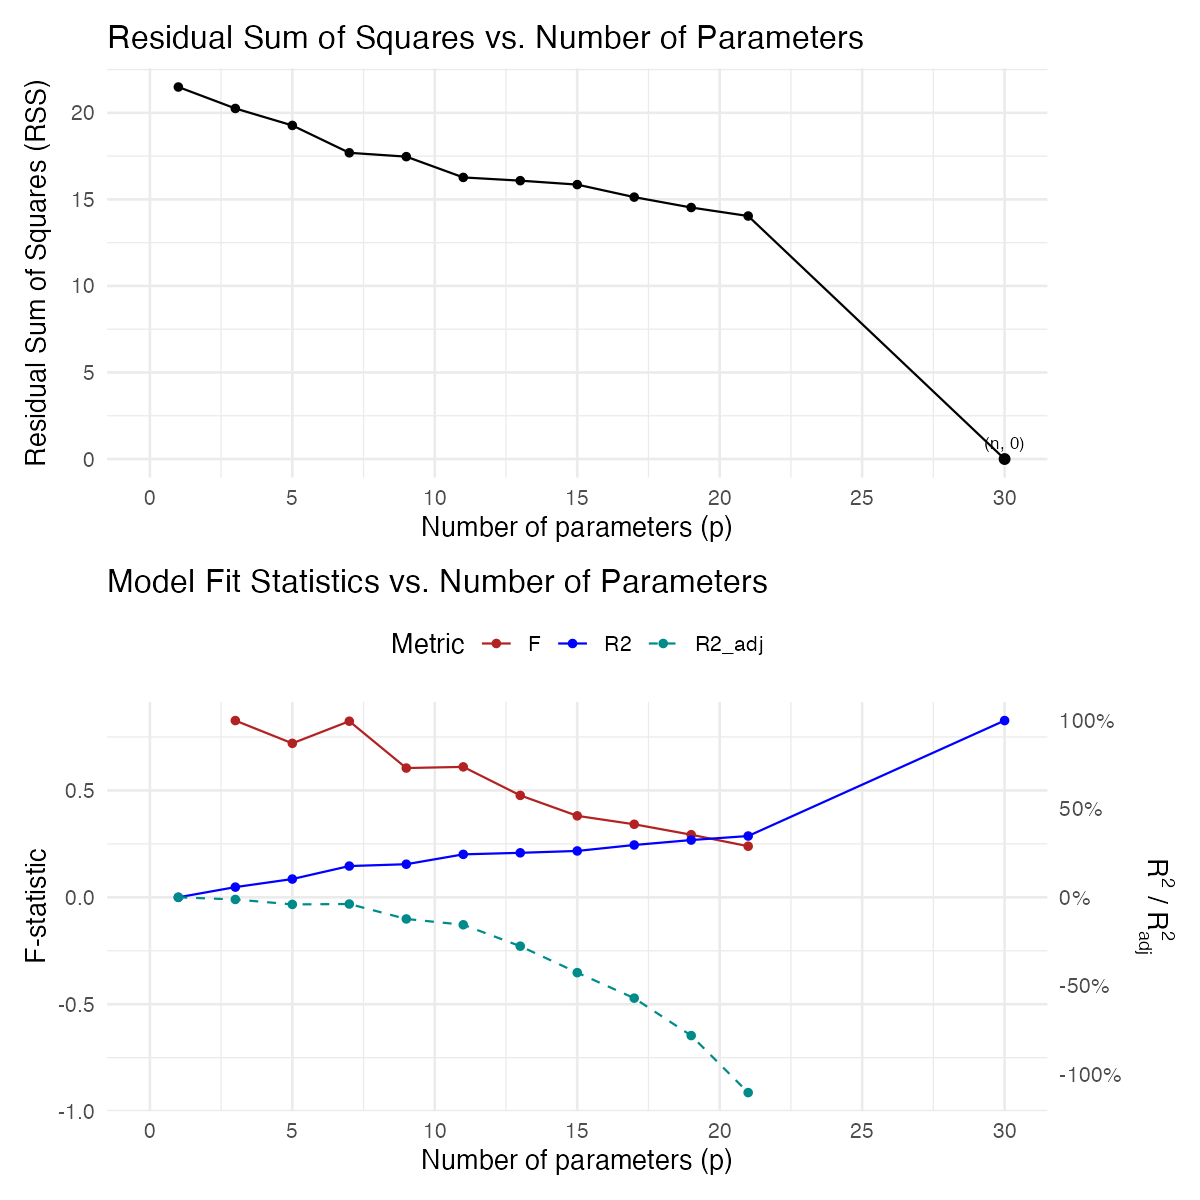 Residual Sum of Squares vs. Number of Parameters
Residual Sum of Squares (RSS)
20
15
10
5
0
(n, 0)
0 5 10 15 20 25 30
Number of parameters (p)
Model Fit Statistics vs. Number of Parameters
Metric F R2 R2_adj
F-statistic
0.5
0.0
-0.5
-1.0
100%
50%
0%
-50%
-100%
R² / R²adj
0 5 10 15 20 25 30
Number of parameters (p)